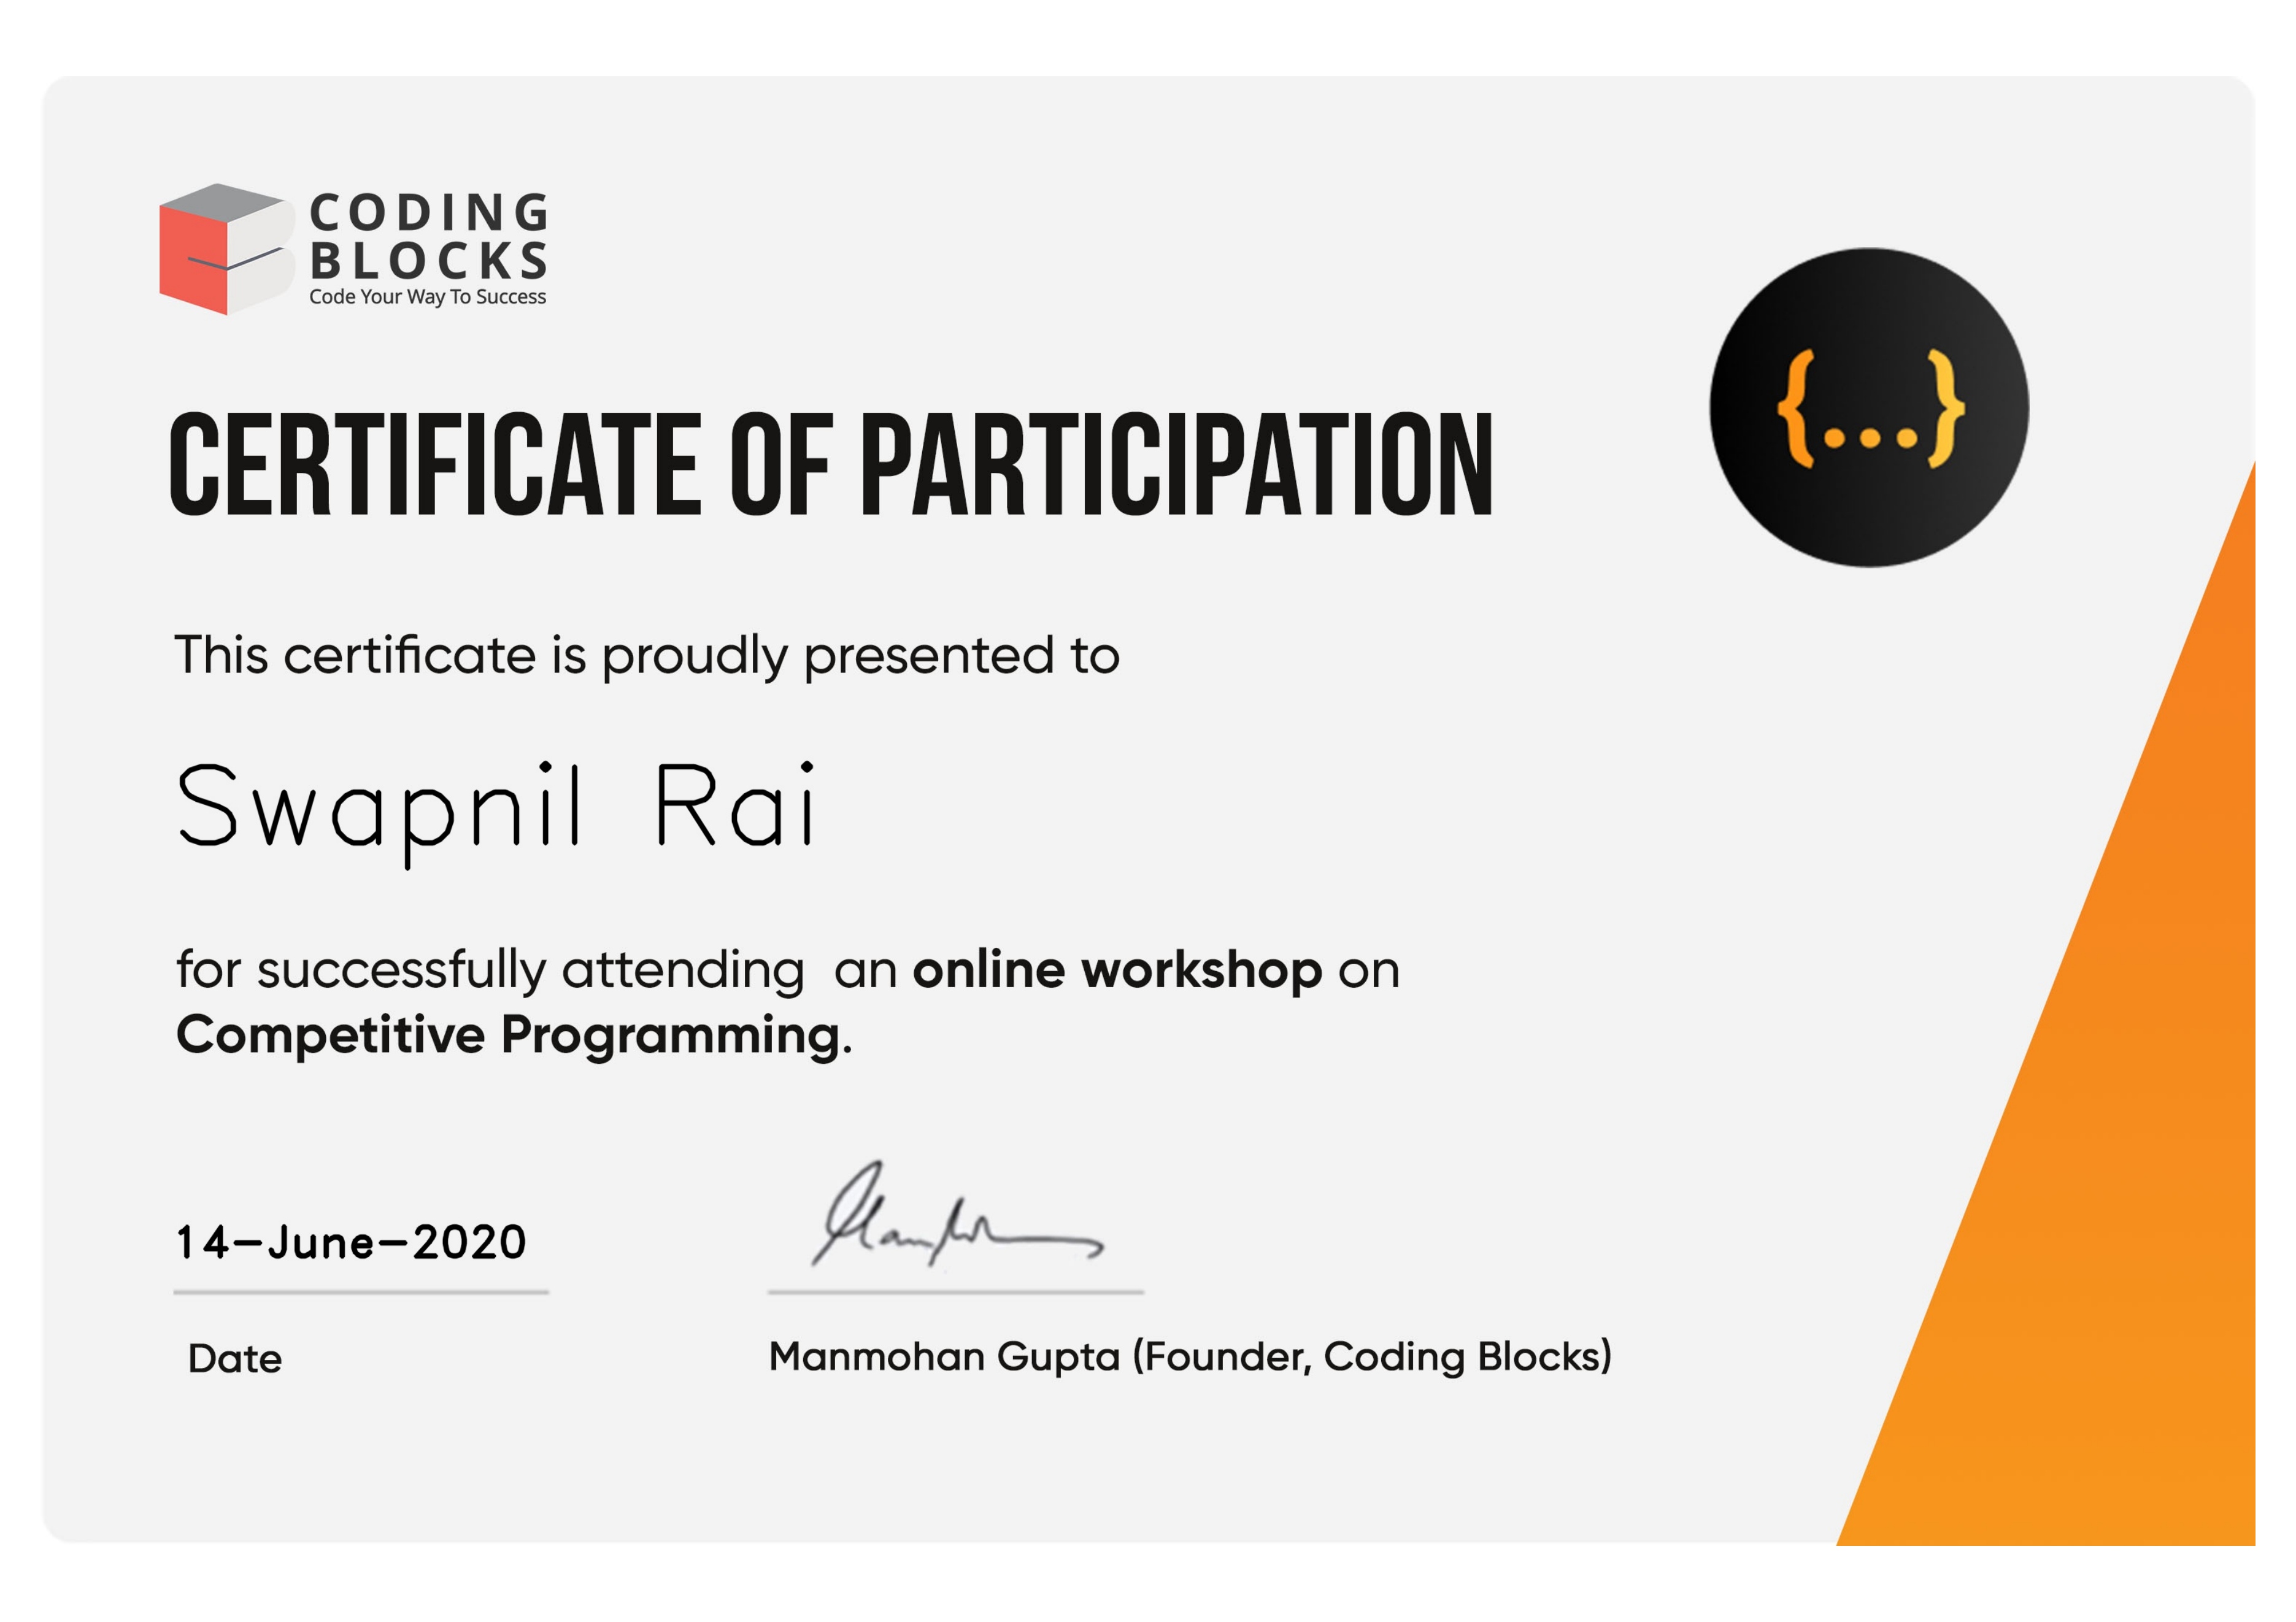 CODING
BLOCKS
Code Your Way To Success
{...}
CERTIFICATE OF PARTICIPATION
This certificate is proudly presented to
Swapnil Rai
for successfully attending an online workshop on
Competitive Programming.
14-June-2020
Date
Manmohan Gupta (Founder, Coding Blocks)